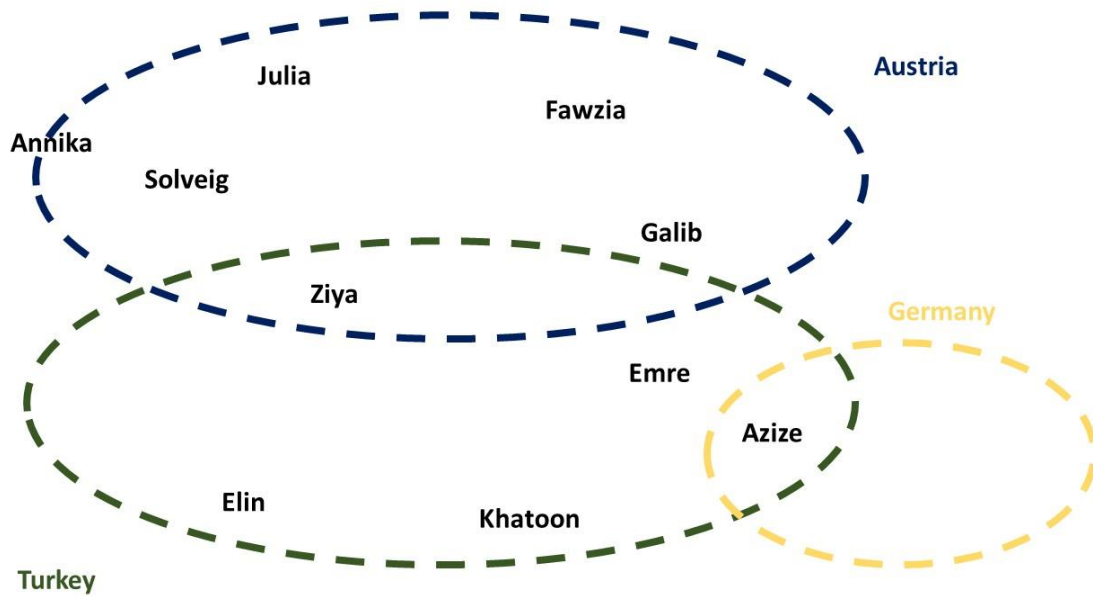 Julia
Austria
Fawzia
Annika
Solveig
Galib
Ziya
Germany
Emre
Azize
Elin
Khatoon
Turkey